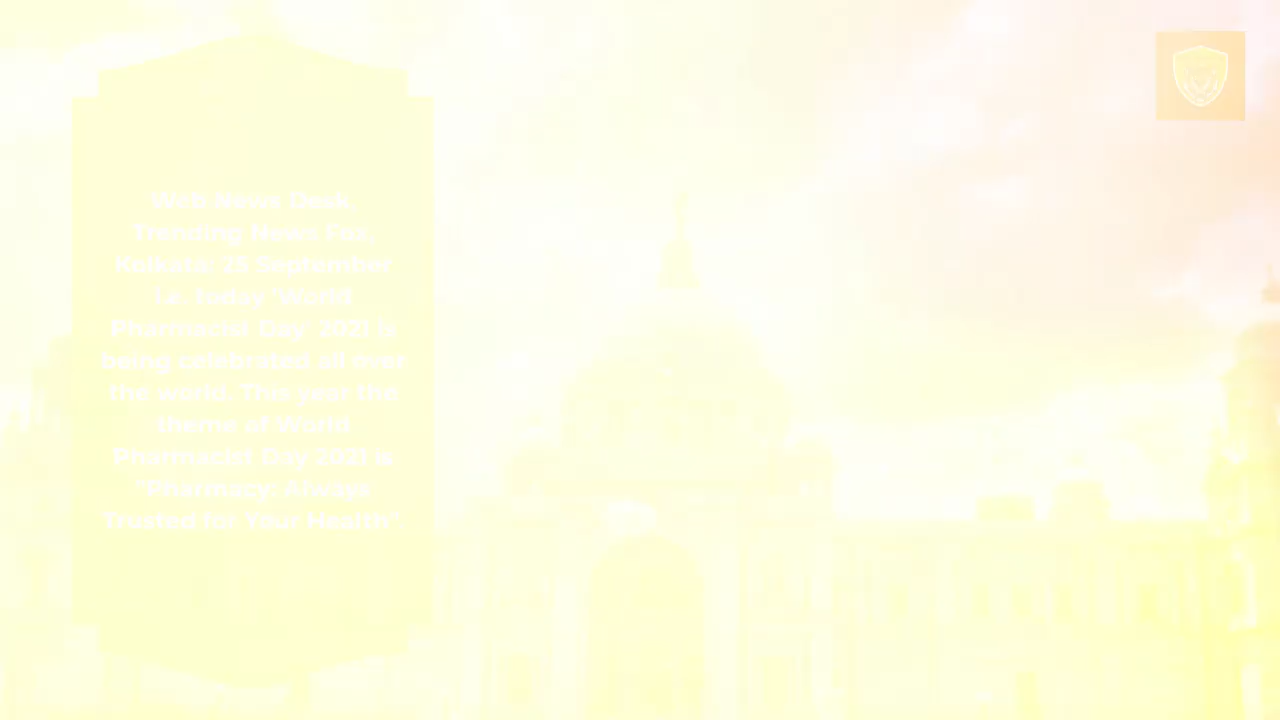 Web News Desk,
Trending News Fox,
Kolkata: 25 September
i.e. today 'World
Pharmacist Day' 2021 is
being celebrated all over
the world. This year the
theme of World
Pharmacist Day 2021 is
"Pharmacy: Always
Trusted for Your Health".